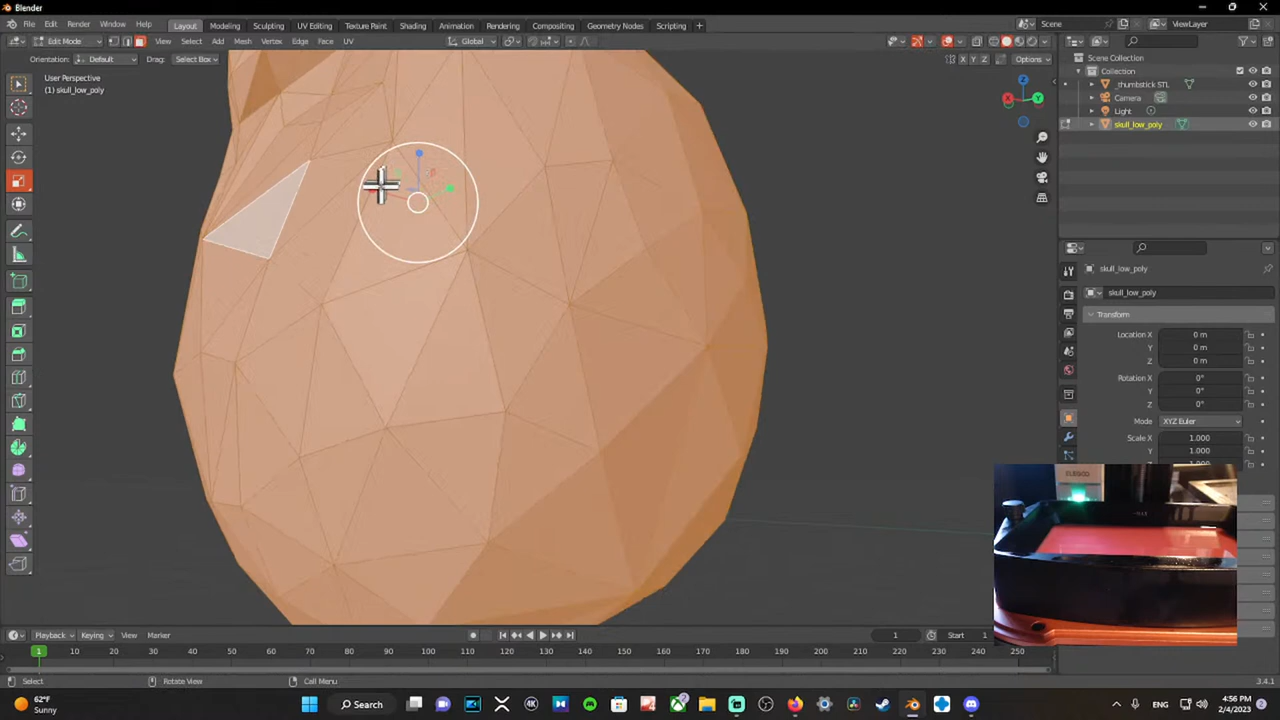 Blender
File Edit Render Window Help Layout Modeling Sculpting UV Editing Texture Paint Shading Animation Rendering Compositing Geometry Nodes Scripting + Scene ViewLayer
Edit Mode View Select Add Mesh Vertex Edge Face UV Global
Orientation: Default Drag: Select Box X Y Z Options
User Perspective
(1) skull_low_poly
Z
X Y
Scene Collection
Collection
_thumbstick STL
Camera
Light
skull_low_poly
skull_low_poly
skull_low_poly
Transform
Location X 0 m
Y 0 m
Z 0 m
Rotation X 0°
Y 0°
Z 0°
Mode XYZ Euler
Scale X 1.000
Y 1.000
ELEGOO
Playback Keying View Marker 1 Start 1
1 10 20 30 40 50 60 70 80 90 100 110 120 130 140 150 160 170 180 190 200 210 220 230 240 250
Select Rotate View Call Menu 3.4.1
62°F
Sunny
Search
ENG
4:56 PM
2/4/2023